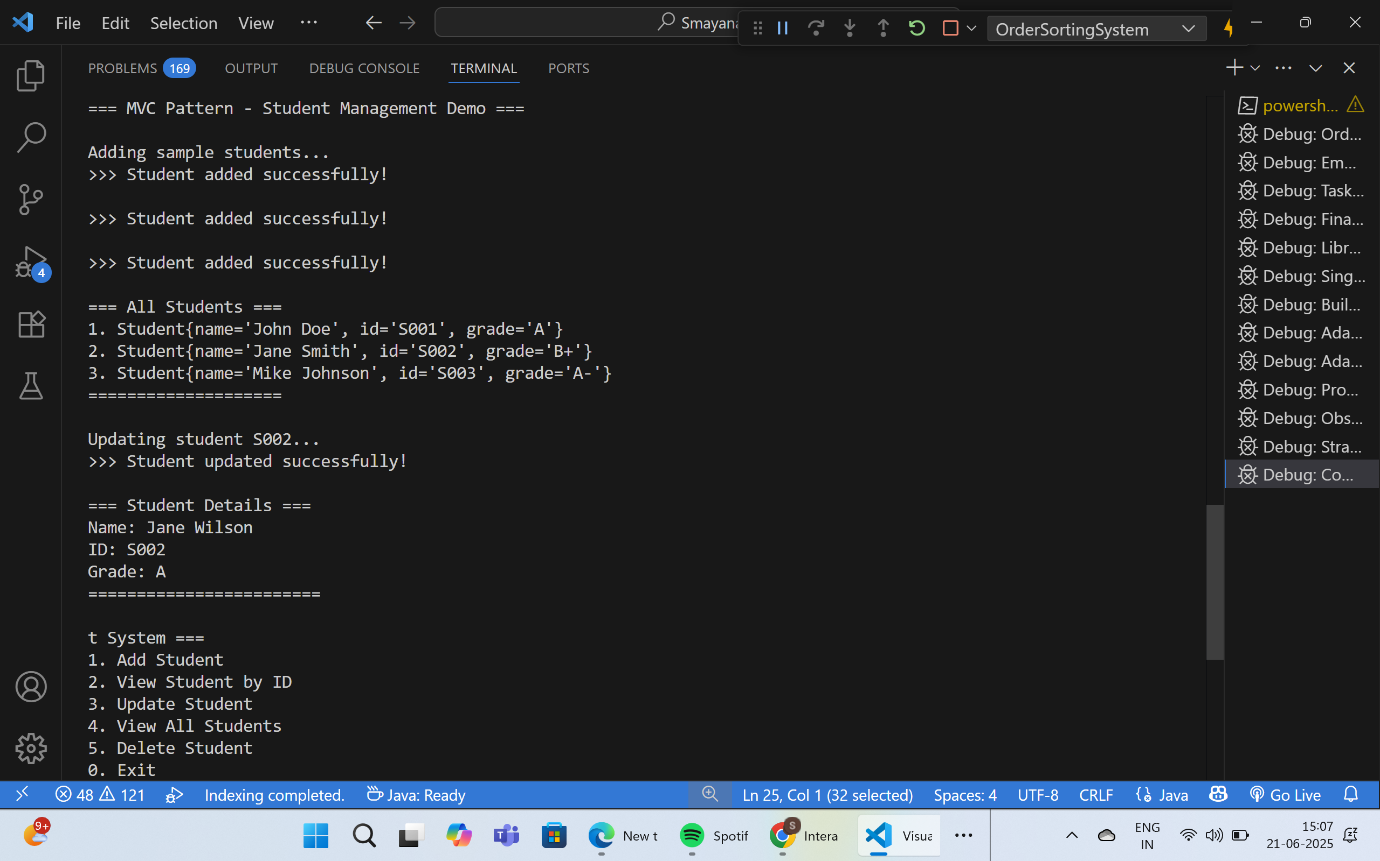 File Edit Selection View ··· Smayana OrderSortingSystem
PROBLEMS 169 OUTPUT DEBUG CONSOLE TERMINAL PORTS
=== MVC Pattern - Student Management Demo ===
Adding sample students...
>>> Student added successfully!
>>> Student added successfully!
>>> Student added successfully!
=== All Students ===
1. Student{name='John Doe', id='S001', grade='A'}
2. Student{name='Jane Smith', id='S002', grade='B+'}
3. Student{name='Mike Johnson', id='S003', grade='A-'}
====================
Updating student S002...
>>> Student updated successfully!
=== Student Details ===
Name: Jane Wilson
ID: S002
Grade: A
========================
t System ===
1. Add Student
2. View Student by ID
3. Update Student
4. View All Students
5. Delete Student
0. Exit
powersh...
Debug: Ord...
Debug: Em...
Debug: Task...
Debug: Fina...
Debug: Libr...
Debug: Sing...
Debug: Buil...
Debug: Ada...
Debug: Ada...
Debug: Pro...
Debug: Obs...
Debug: Stra...
Debug: Co...
4
48 121 Indexing completed. Java: Ready Ln 25, Col 1 (32 selected) Spaces: 4 UTF-8 CRLF Java Go Live
9+ New t Spotif S Intera Visua ··· ENG 15:07
IN 21-06-2025